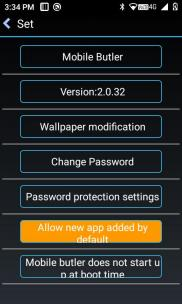 3:34 PM
4G
Set
Mobile Butler
Version:2.0.32
Wallpaper modification
Change Password
Password protection settings
Allow new app added by
default
Mobile butler does not start u
p at boot time